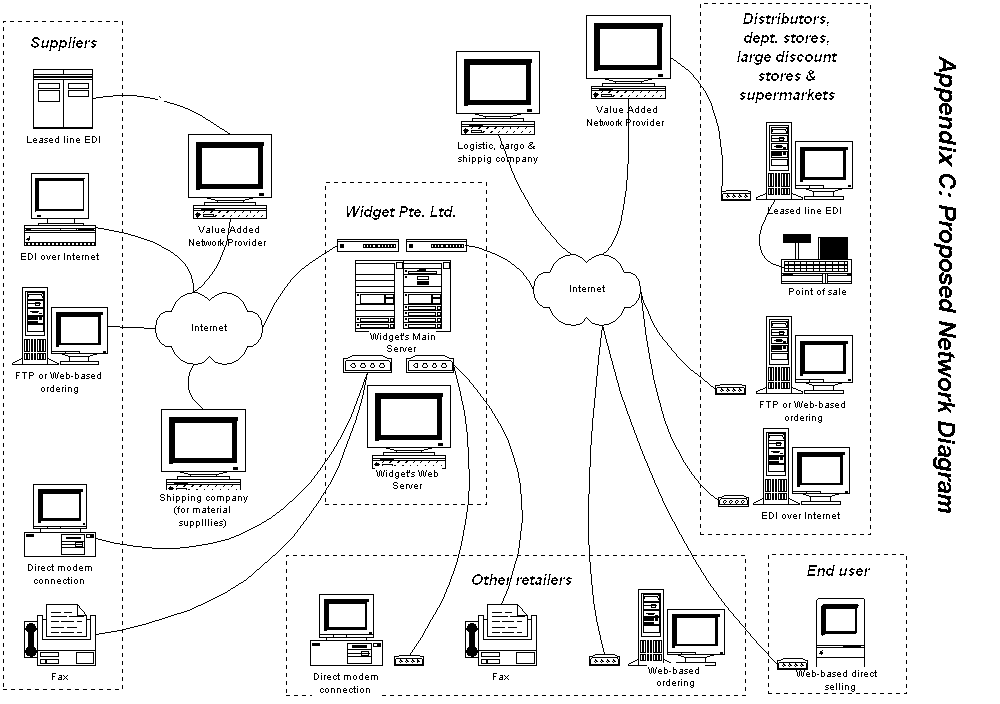 Suppliers
Leased line EDI
EDI over Internet
FTP or Web-based
ordering
Direct modem
connection
Fax
Value Added
Network Provider
Internet
Shipping company
(for material
supplllies)
Widget Pte. Ltd.
Widget's Main
Server
Widget's Web
Server
Logistic, cargo &
shippig company
Value Added
Network Provider
Internet
Distributors,
dept. stores,
large discount
stores &
supermarkets
Leased line EDI
Point of sale
FTP or Web-based
ordering
EDI over Internet
Other retailers
Direct modem
connection
Fax
Web-based
ordering
End user
Web-based direct
selling
Appendix C: Proposed Network Diagram